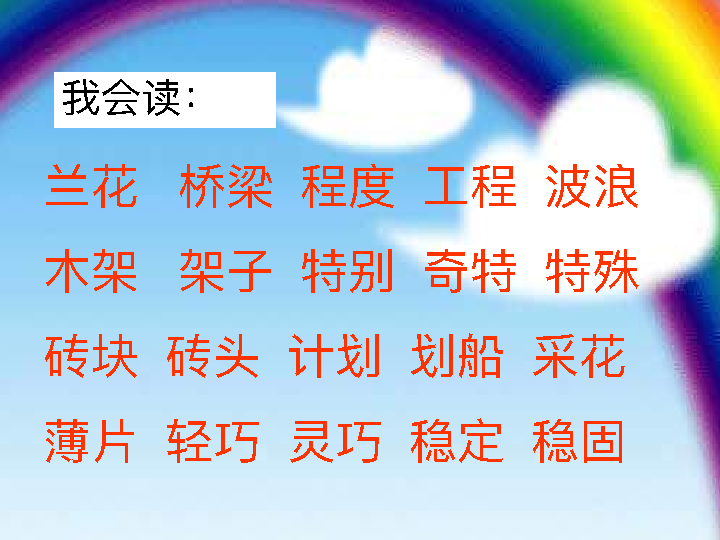 我会读：
兰花 桥梁 程度 工程 波浪
木架 架子 特别 奇特 特殊
砖块 砖头 计划 划船 采花
薄片 轻巧 灵巧 稳定 稳固